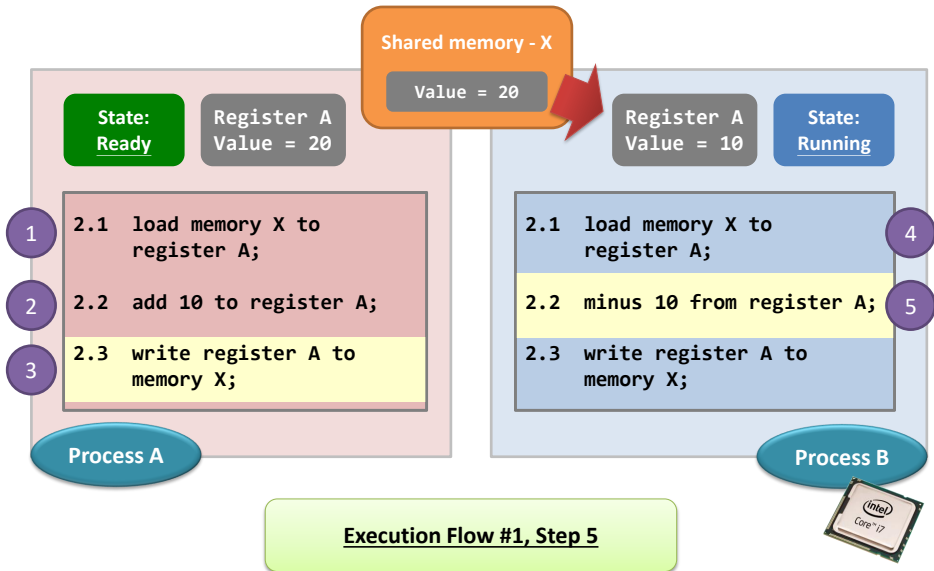 Shared memory - X
Value = 20
State:
Ready
Register A
Value = 20
Register A
Value = 10
State:
Running
1
2.1 load memory X to
register A;
2
2.2 add 10 to register A;
3
2.3 write register A to
memory X;
2.1 load memory X to
register A;
4
2.2 minus 10 from register A;
5
2.3 write register A to
memory X;
Process A
Process B
intel
Core™ i7
Execution Flow #1, Step 5